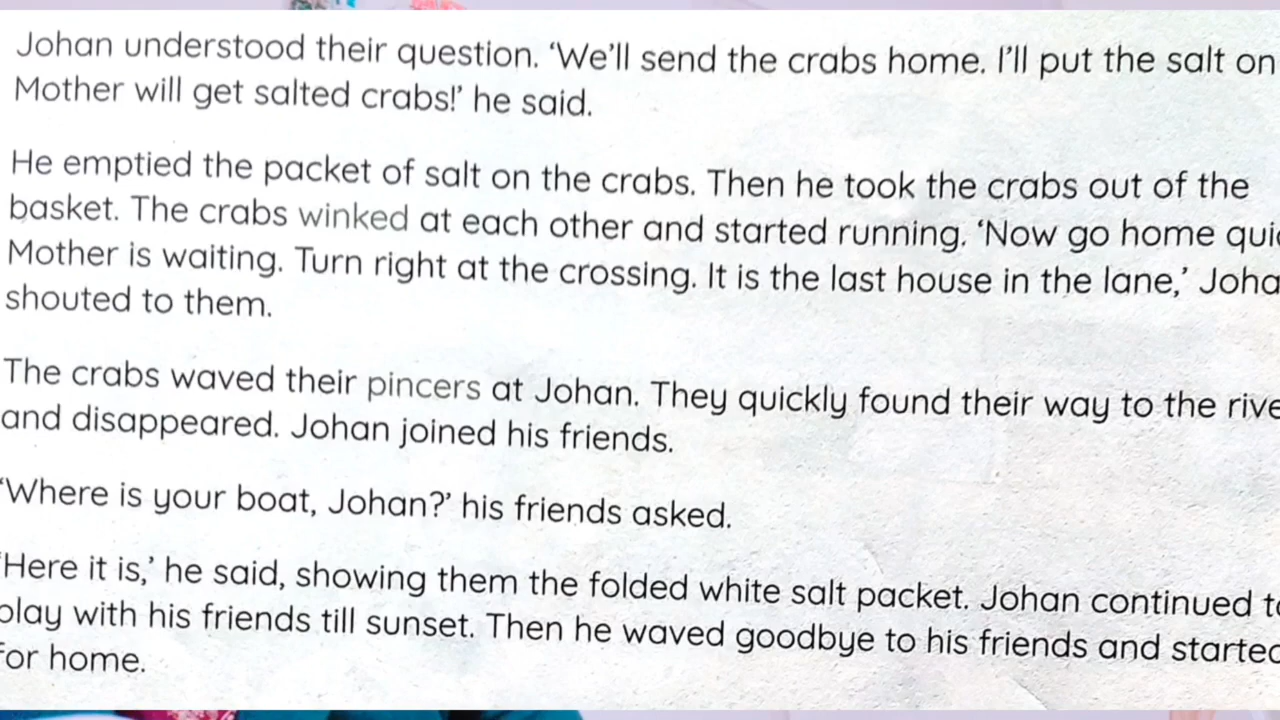 Johan understood their question. ‘We’ll send the crabs home. I’ll put the salt on
Mother will get salted crabs!’ he said.
He emptied the packet of salt on the crabs. Then he took the crabs out of the
basket. The crabs winked at each other and started running. ‘Now go home
Mother is waiting. Turn right at the crossing. It is the last house in the lane,’
shouted to them.
The crabs waved their pincers at Johan. They quickly found their way to the
and disappeared. Johan joined his friends.
‘Where is your boat, Johan?’ his friends asked.
‘Here it is,’ he said, showing them the folded white salt packet. Johan continued
play with his friends till sunset. Then he waved goodbye to his friends and
for home.